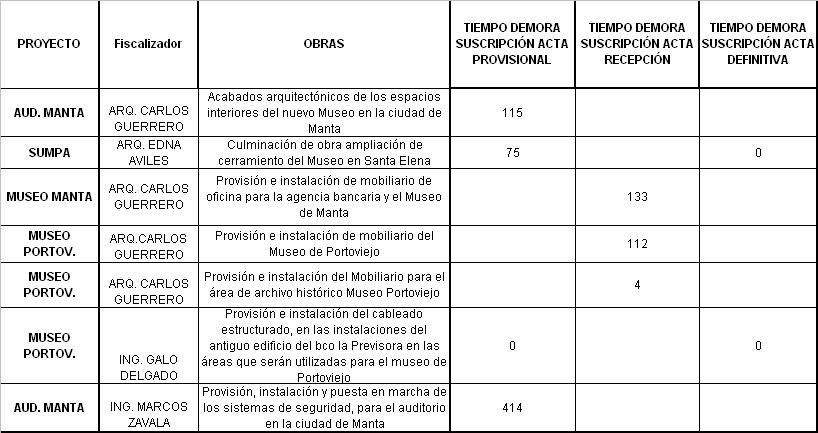 PROYECTO
Fiscalizador
OBRAS
TIEMPO DEMORA
SUSCRIPCIÓN ACTA
PROVISIONAL
TIEMPO DEMORA
SUSCRIPCIÓN ACTA
RECEPCIÓN
TIEMPO DEMORA
SUSCRIPCIÓN ACTA
DEFINITIVA
AUD. MANTA
ARQ. CARLOS
GUERRERO
Acabados arquitectónicos de los espacios
interiores del nuevo Museo en la ciudad de
Manta
115
SUMPA
ARQ. EDNA
AVILES
Culminación de obra ampliación de
cerramiento del Museo en Santa Elena
75
0
MUSEO MANTA
ARQ. CARLOS
GUERRERO
Provisión e instalación de mobiliario de
oficina para la agencia bancaria y el Museo
de Manta
133
MUSEO
PORTOV.
ARQ.CARLOS
GUERRERO
Provisión e instalación de mobiliario del
Museo de Portoviejo
112
MUSEO
PORTOV.
ARQ. CARLOS
GUERRERO
Provisión e instalación del Mobiliario para el
área de archivo histórico Museo Portoviejo
4
MUSEO
PORTOV.
ING. GALO
DELGADO
Provisión e instalación del cableado
estructurado, en las instalaciones del
antiguo edificio del bco la Previsora en las
áreas que serán utilizadas para el museo de
Portoviejo
0
0
AUD. MANTA
ING. MARCOS
ZAVALA
Provisión, instalación y puesta en marcha de
los sistemas de seguridad, para el auditorio
en la ciudad de Manta
414